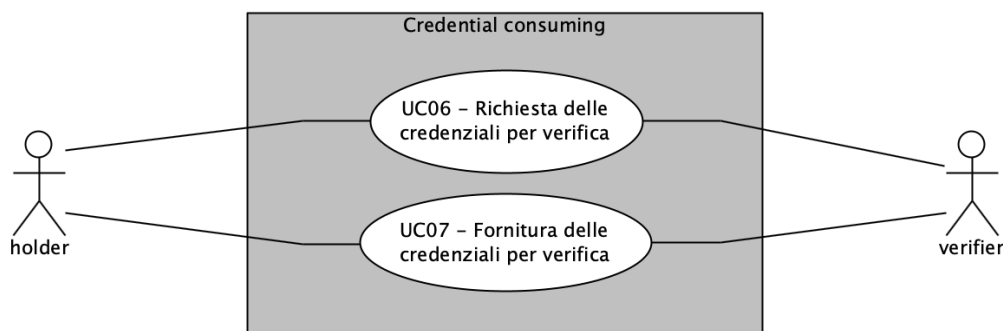 Credential consuming
UC06 – Richiesta delle
credenziali per verifica
UC07 – Fornitura delle
credenziali per verifica
holder
verifier